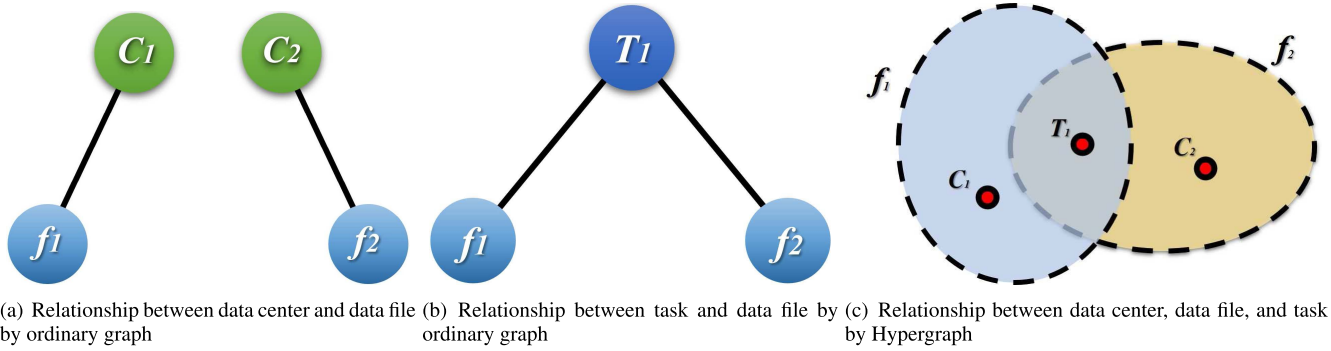 C1
C2
f1
f2
T1
f1
f2
f1
f2
T1
C1
C2
(a) Relationship between data center and data file
by ordinary graph
(b) Relationship between task and data file by
ordinary graph
(c) Relationship between data center, data file, and task
by Hypergraph